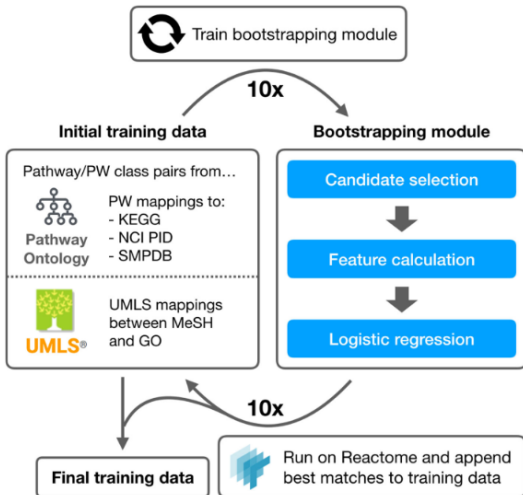 Train bootstrapping module
10x
Initial training data
Pathway/PW class pairs from...
Pathway
Ontology
PW mappings to:
- KEGG
- NCI PID
- SMPDB
UMLS®
UMLS mappings
between MeSH
and GO
Bootstrapping module
Candidate selection
Feature calculation
Logistic regression
10x
Final training data
Run on Reactome and append
best matches to training data